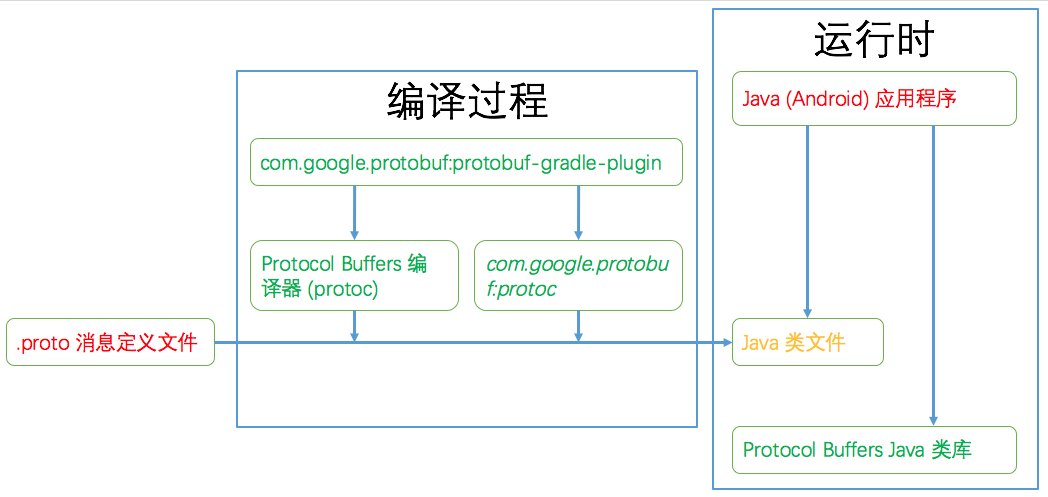 运行时
编译过程
Java (Android) 应用程序
com.google.protobuf:protobuf-gradle-plugin
Protocol Buffers 编
译器 (protoc)
com.google.protobu
f:protoc
.proto 消息定义文件
Java 类文件
Protocol Buffers Java 类库